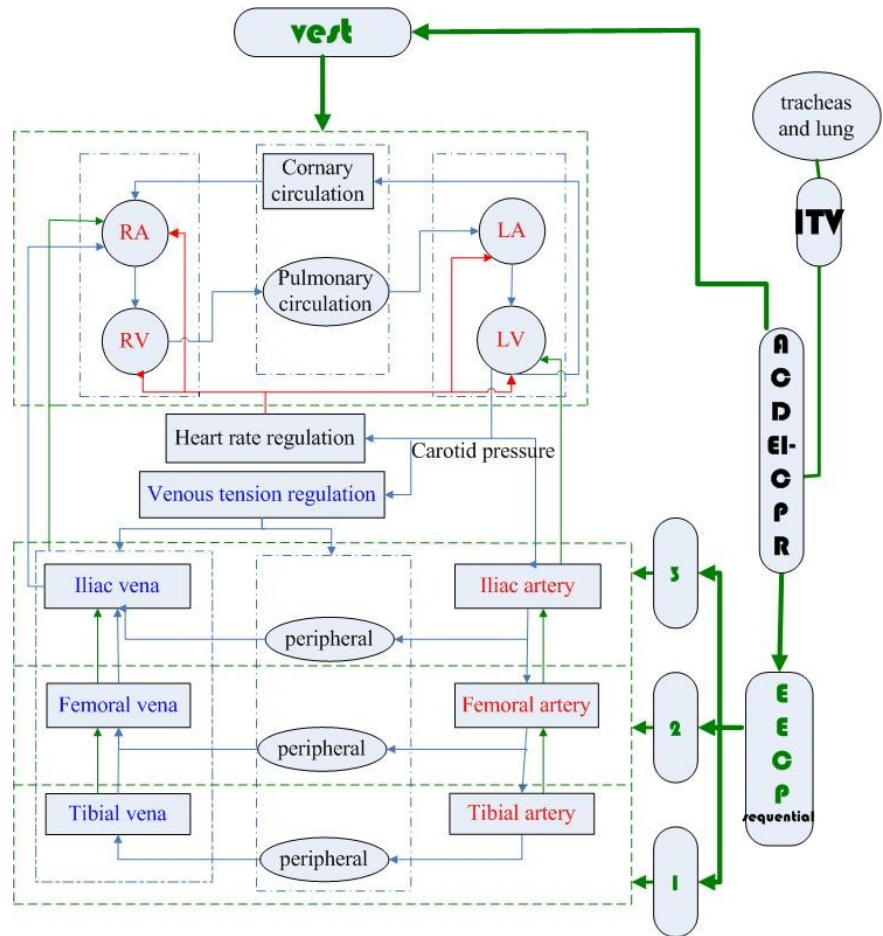 vest
tracheas
and lung
ITV
Cornary
circulation
RA
LA
Pulmonary
circulation
RV
LV
A
C
D
EI-
C
P
R
Heart rate regulation
Carotid pressure
Venous tension regulation
Iliac vena
Iliac artery
3
peripheral
Femoral vena
Femoral artery
2
peripheral
E
E
C
P
sequential
Tibial vena
Tibial artery
peripheral
1